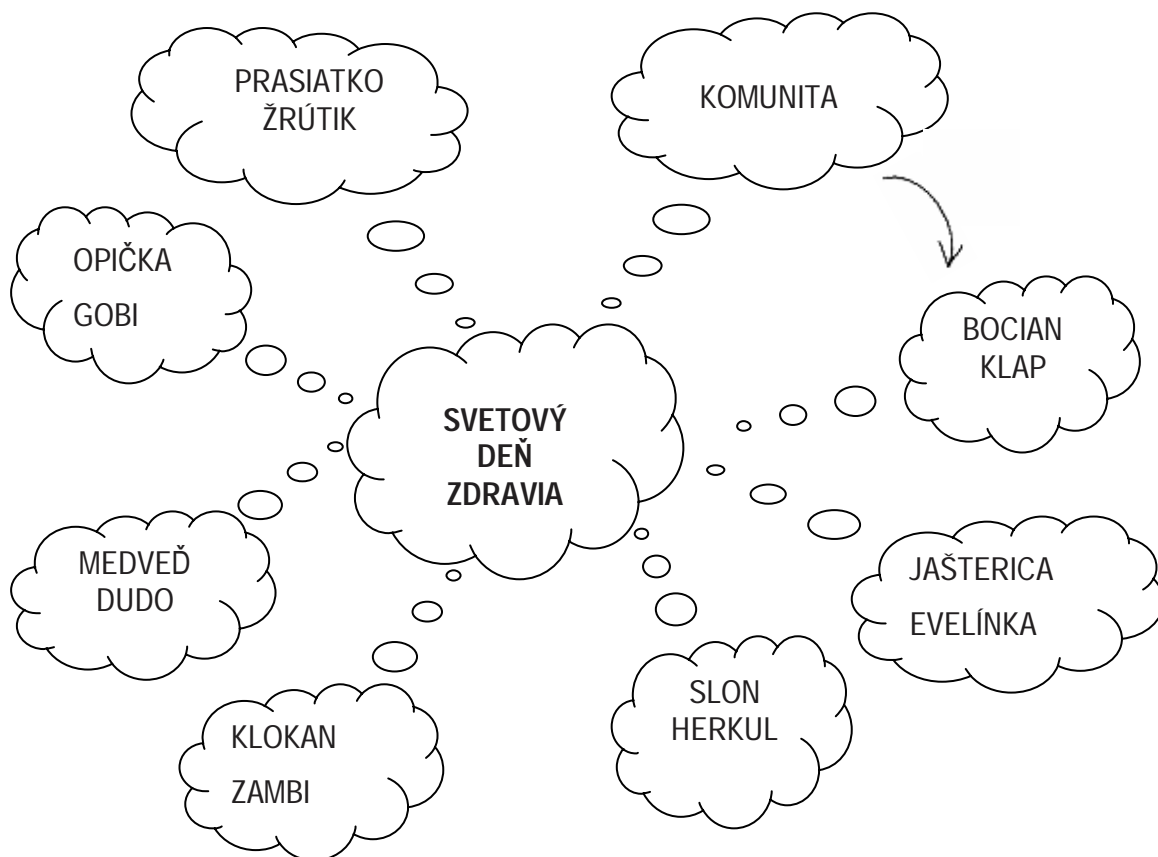 PRASIATKO
ŽRÚTIK
KOMUNITA
OPIČKA
GOBI
BOCIAN
KLAP
SVETOVÝ
DEŇ
ZDRAVIA
MEDVEĎ
DUDO
JAŠTERICA
EVELÍNKA
SLON
HERKUL
KLOKAN
ZAMBI